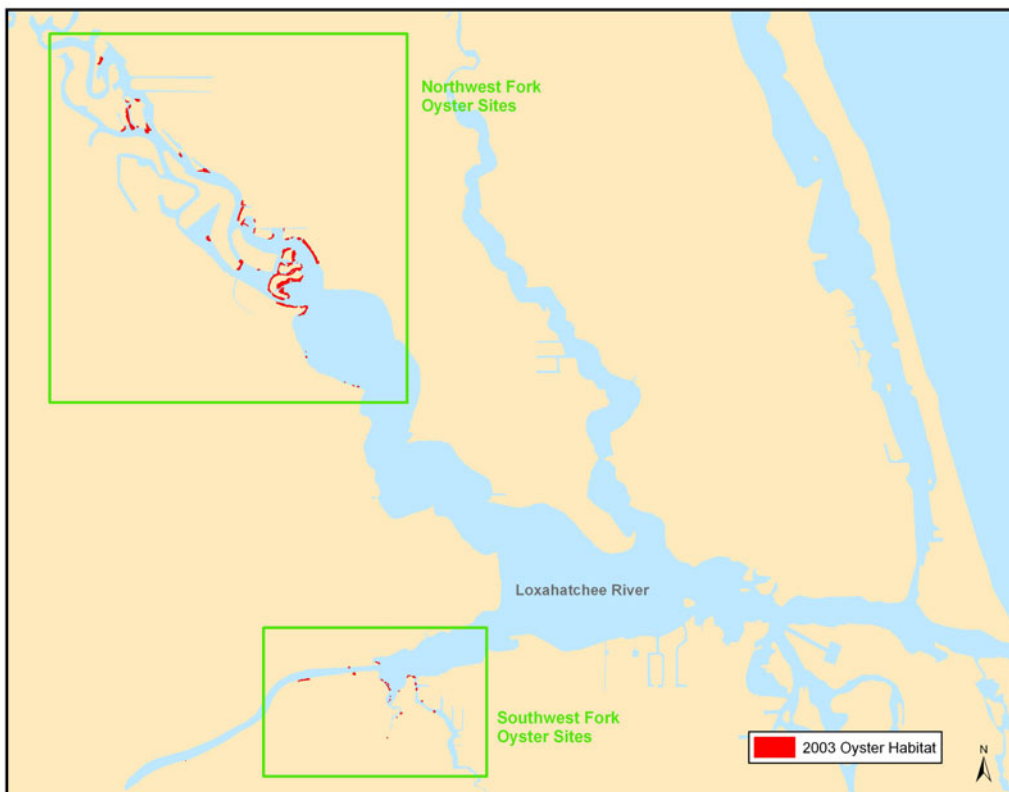 Northwest Fork
Oyster Sites
Loxahatchee River
Southwest Fork
Oyster Sites
2003 Oyster Habitat
N